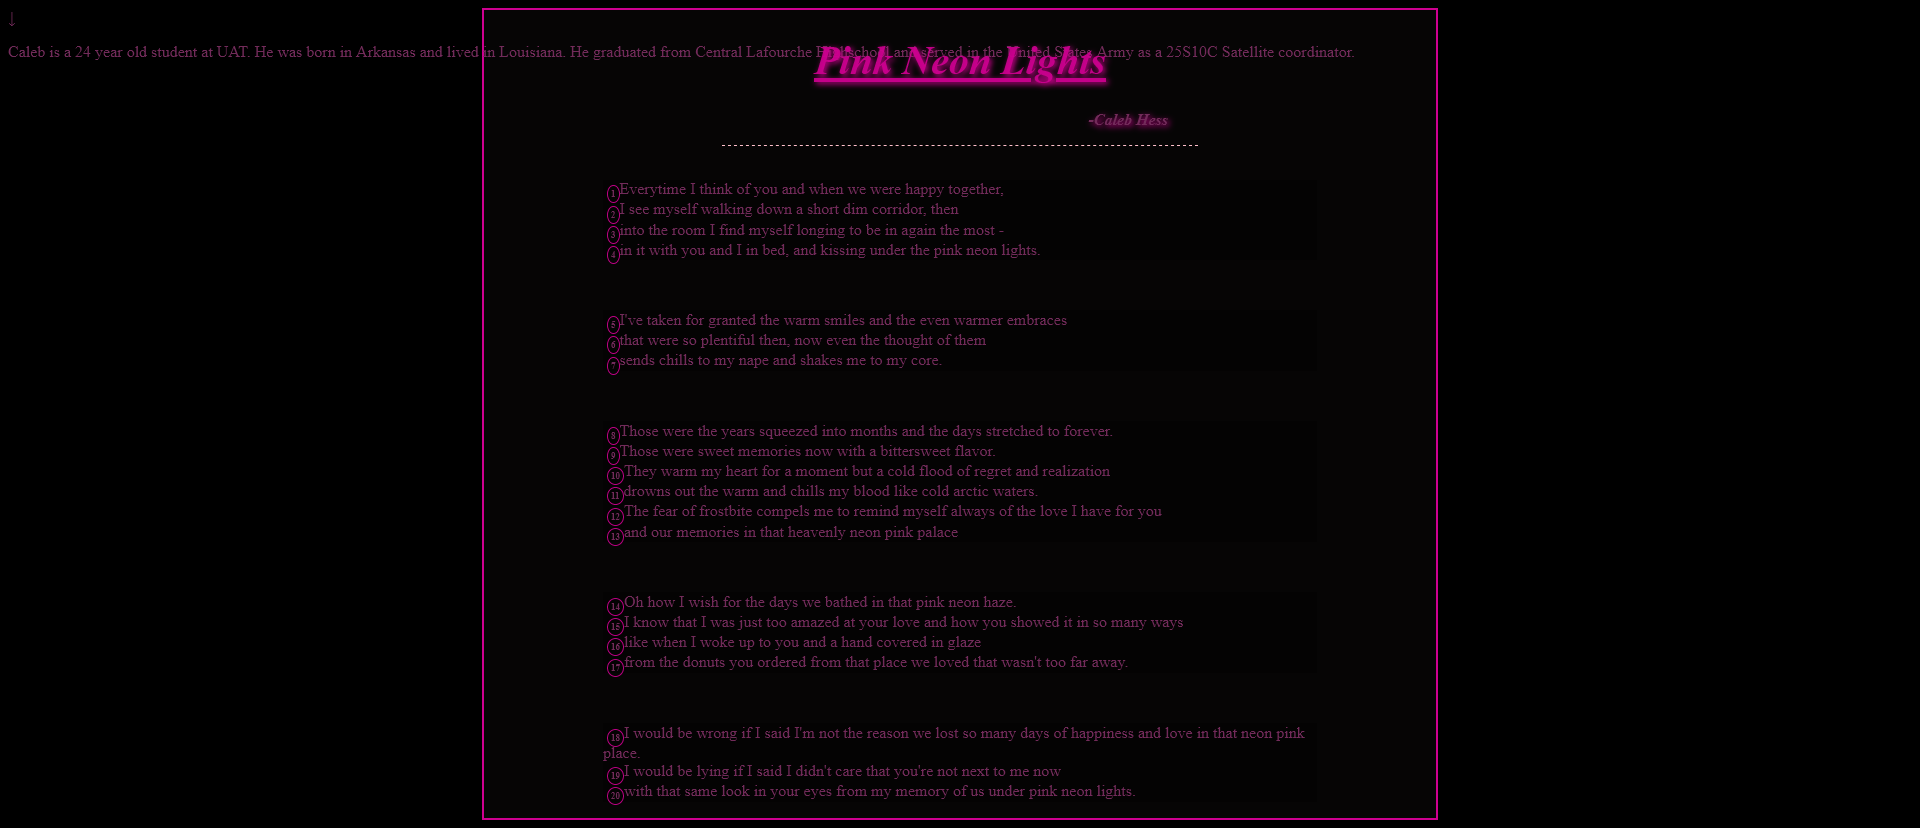 ↓
Caleb is a 24 year old student at UAT. He was born in Arkansas and lived in Louisiana. He graduated from Central Lafourche Highschool and served in the United States Army as a 25S10C Satellite coordinator.
Pink Neon Lights
-Caleb Hess
1 Everytime I think of you and when we were happy together,
2 I see myself walking down a short dim corridor, then
3 into the room I find myself longing to be in again the most -
4 in it with you and I in bed, and kissing under the pink neon lights.
5 I've taken for granted the warm smiles and the even warmer embraces
6 that were so plentiful then, now even the thought of them
7 sends chills to my nape and shakes me to my core.
8 Those were the years squeezed into months and the days stretched to forever.
9 Those were sweet memories now with a bittersweet flavor.
10 They warm my heart for a moment but a cold flood of regret and realization
11 drowns out the warm and chills my blood like cold arctic waters.
12 The fear of frostbite compels me to remind myself always of the love I have for you
13 and our memories in that heavenly neon pink palace
14 Oh how I wish for the days we bathed in that pink neon haze.
15 I know that I was just too amazed at your love and how you showed it in so many ways
16 like when I woke up to you and a hand covered in glaze
17 from the donuts you ordered from that place we loved that wasn't too far away.
18 I would be wrong if I said I'm not the reason we lost so many days of happiness and love in that neon pink
place.
19 I would be lying if I said I didn't care that you're not next to me now
20 with that same look in your eyes from my memory of us under pink neon lights.